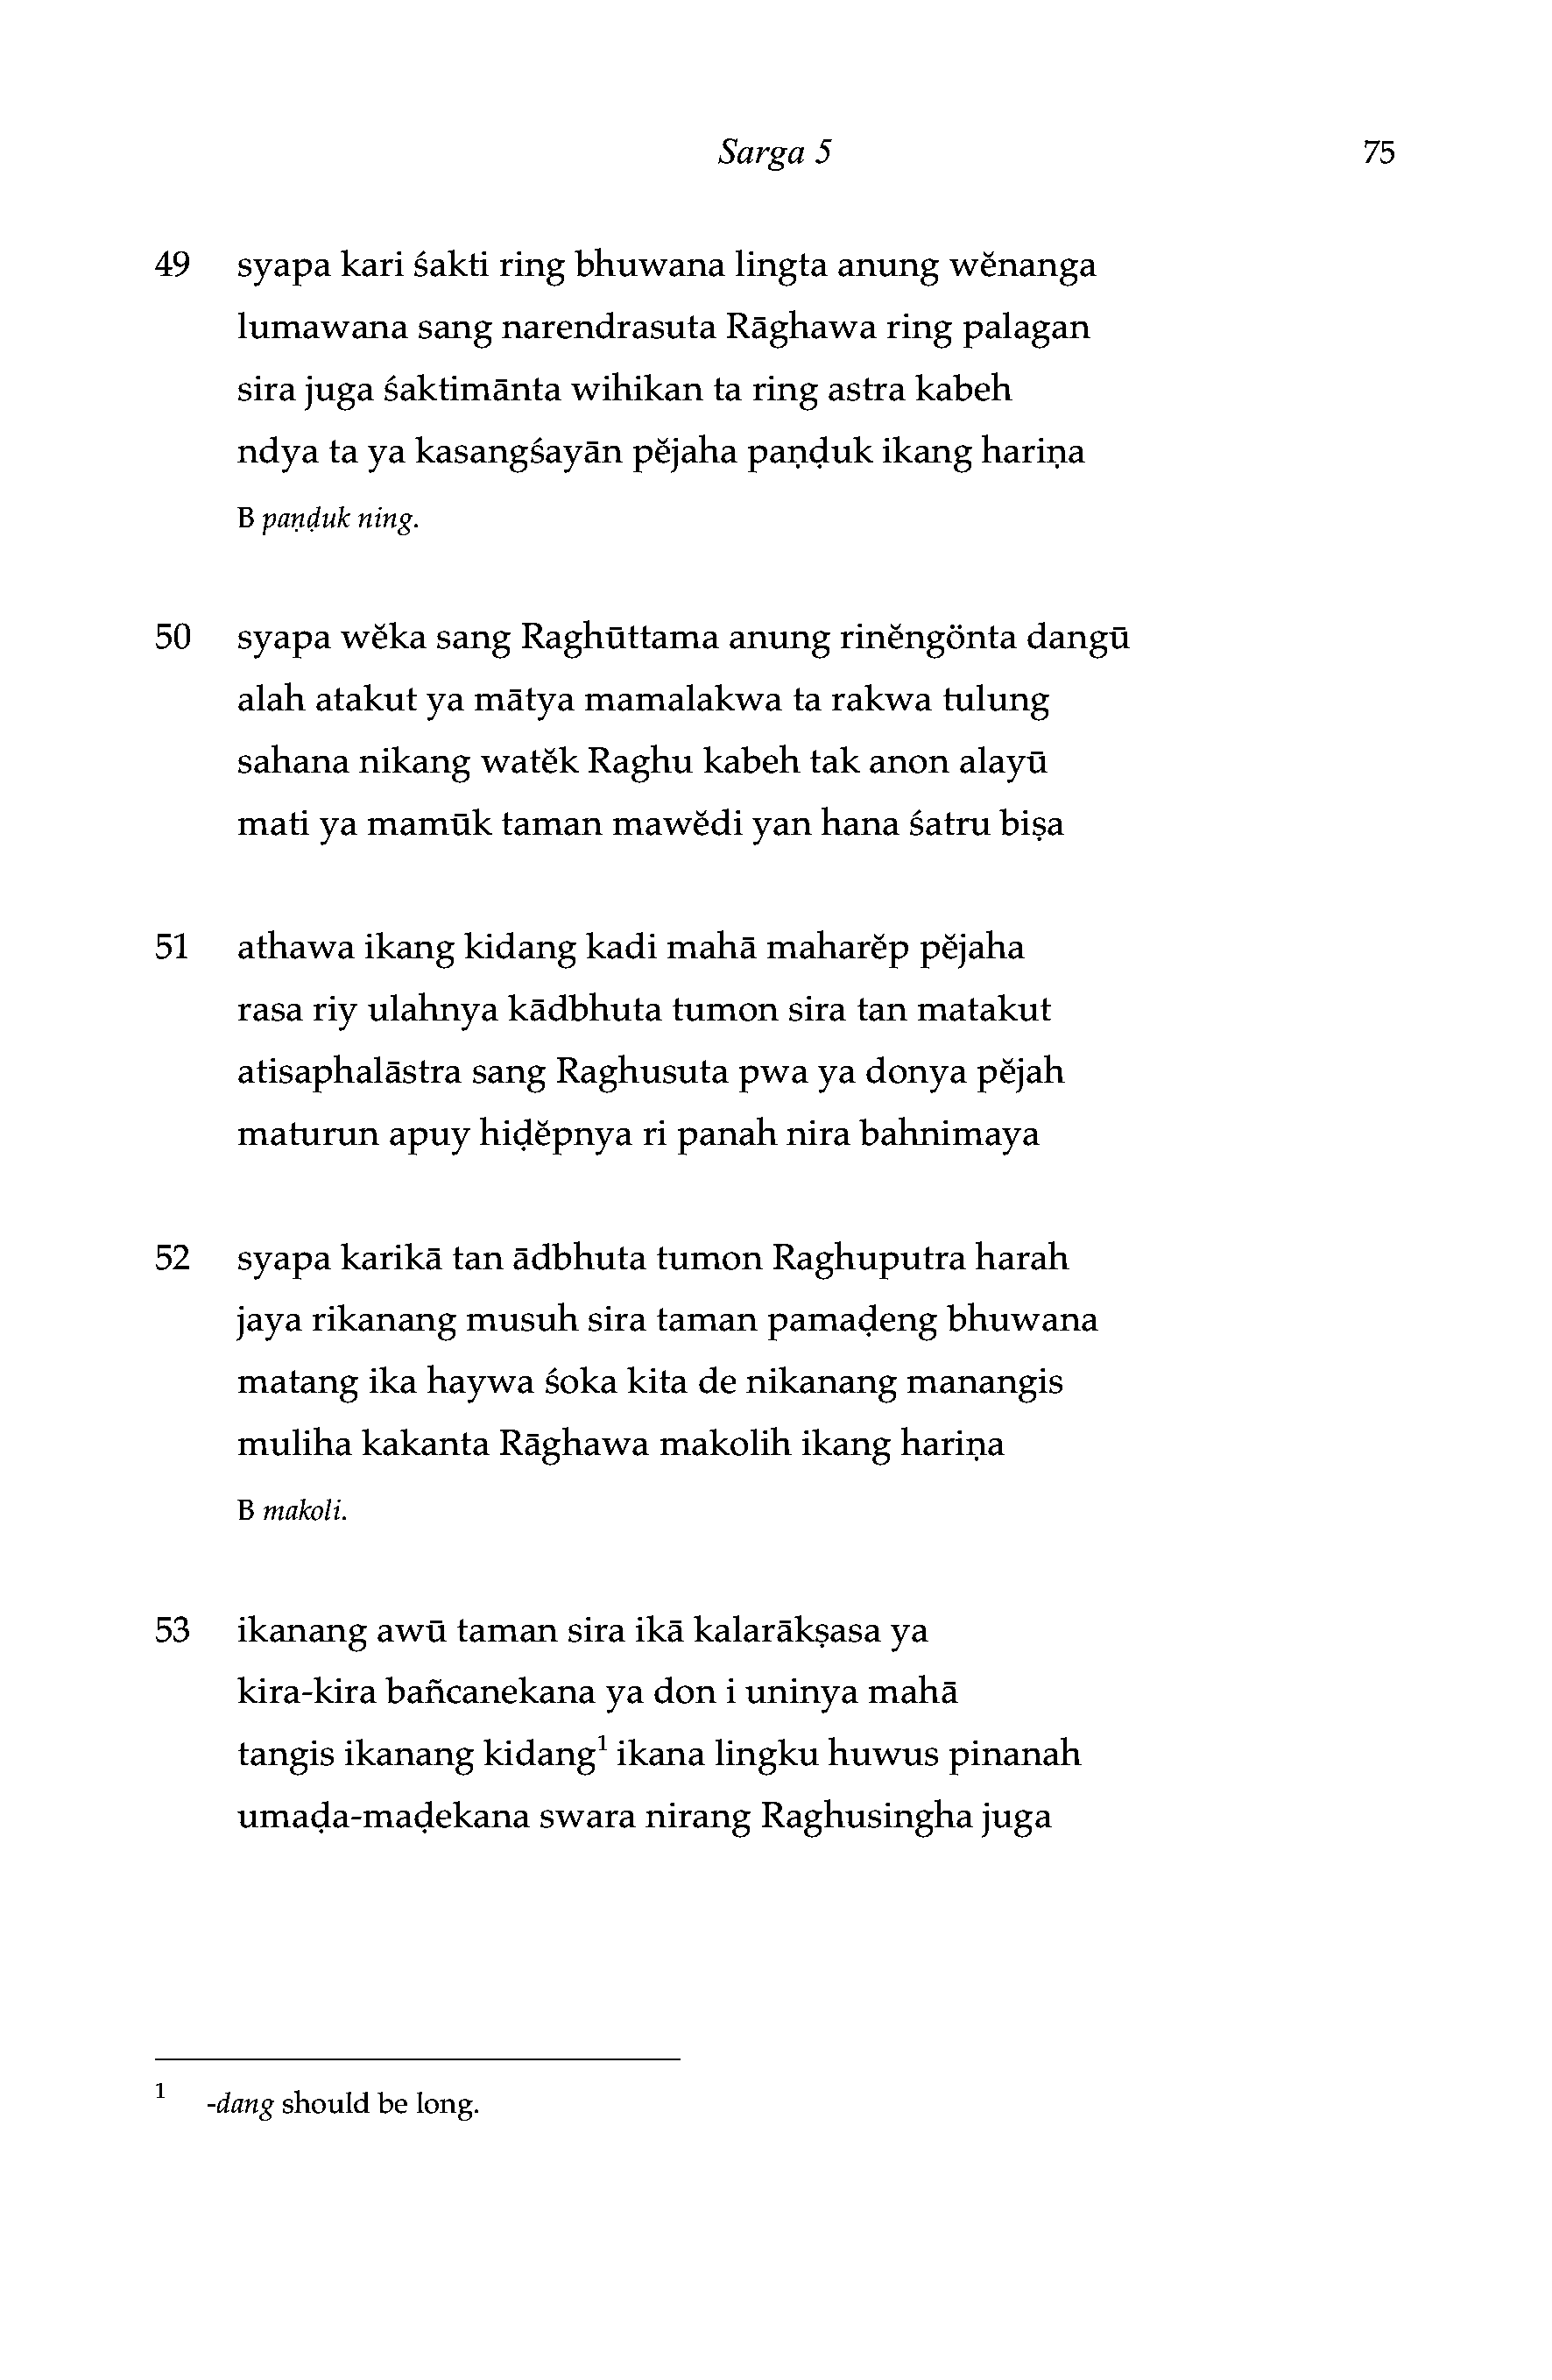 Sarga 5 75
49 syapa kari śakti ring bhuwana lingta anung wĕnanga
lumawana sang narendrasuta Rāghawa ring palagan
sira juga śaktimānta wihikan ta ring astra kabeh
ndya ta ya kasangśayān pĕjaha paṇḍuk ikang hariṇa
B paṇḍuk ning.
50 syapa wĕka sang Raghūttama anung rinĕngönta dangū
alah atakut ya mātya mamalakwa ta rakwa tulung
sahana nikang watĕk Raghu kabeh tak anon alayū
mati ya mamūk taman mawĕdi yan hana śatru biṣa
51 athawa ikang kidang kadi mahā maharĕp pĕjaha
rasa riy ulahnya kādbhuta tumon sira tan matakut
atisaphalāstra sang Raghusuta pwa ya donya pĕjah
maturun apuy hiḍĕpnya ri panah nira bahnimaya
52 syapa karikā tan ādbhuta tumon Raghuputra harah
jaya rikanang musuh sira taman pamaḍeng bhuwana
matang ika haywa śoka kita de nikanang manangis
muliha kakanta Rāghawa makolih ikang hariṇa
B makoli.
53 ikanang awū taman sira ikā kalarākṣasa ya
kira-kira bañcanekana ya don i uninya mahā
tangis ikanang kidang¹ ikana lingku huwus pinanah
umaḍa-maḍekana swara nirang Raghusingha juga
¹ -dang should be long.